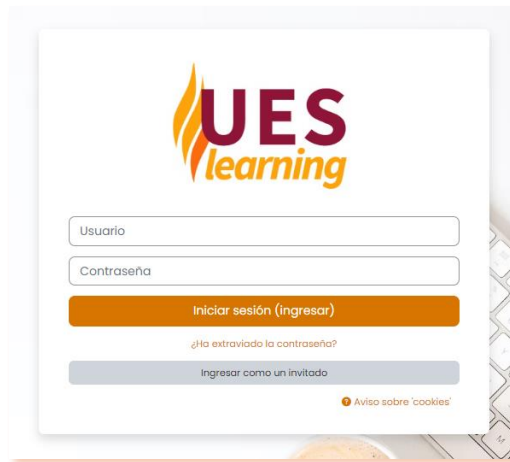 UES
learning
Usuario
Contraseña
Iniciar sesión (ingresar)
¿Ha extraviado la contraseña?
Ingresar como un invitado
Aviso sobre 'cookies'